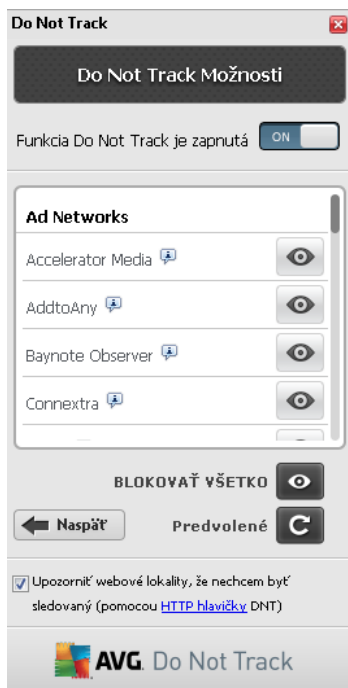 Do Not Track
Do Not Track Možnosti
Funkcia Do Not Track je zapnutá ON
Ad Networks
Accelerator Media
AddtoAny
Baynote Observer
Connextra
BLOKOVAŤ VŠETKO
Naspäť Predvolené
Upozorniť webové lokality, že nechcem byť
sledovaný (pomocou HTTP hlavičky DNT)
AVG. Do Not Track